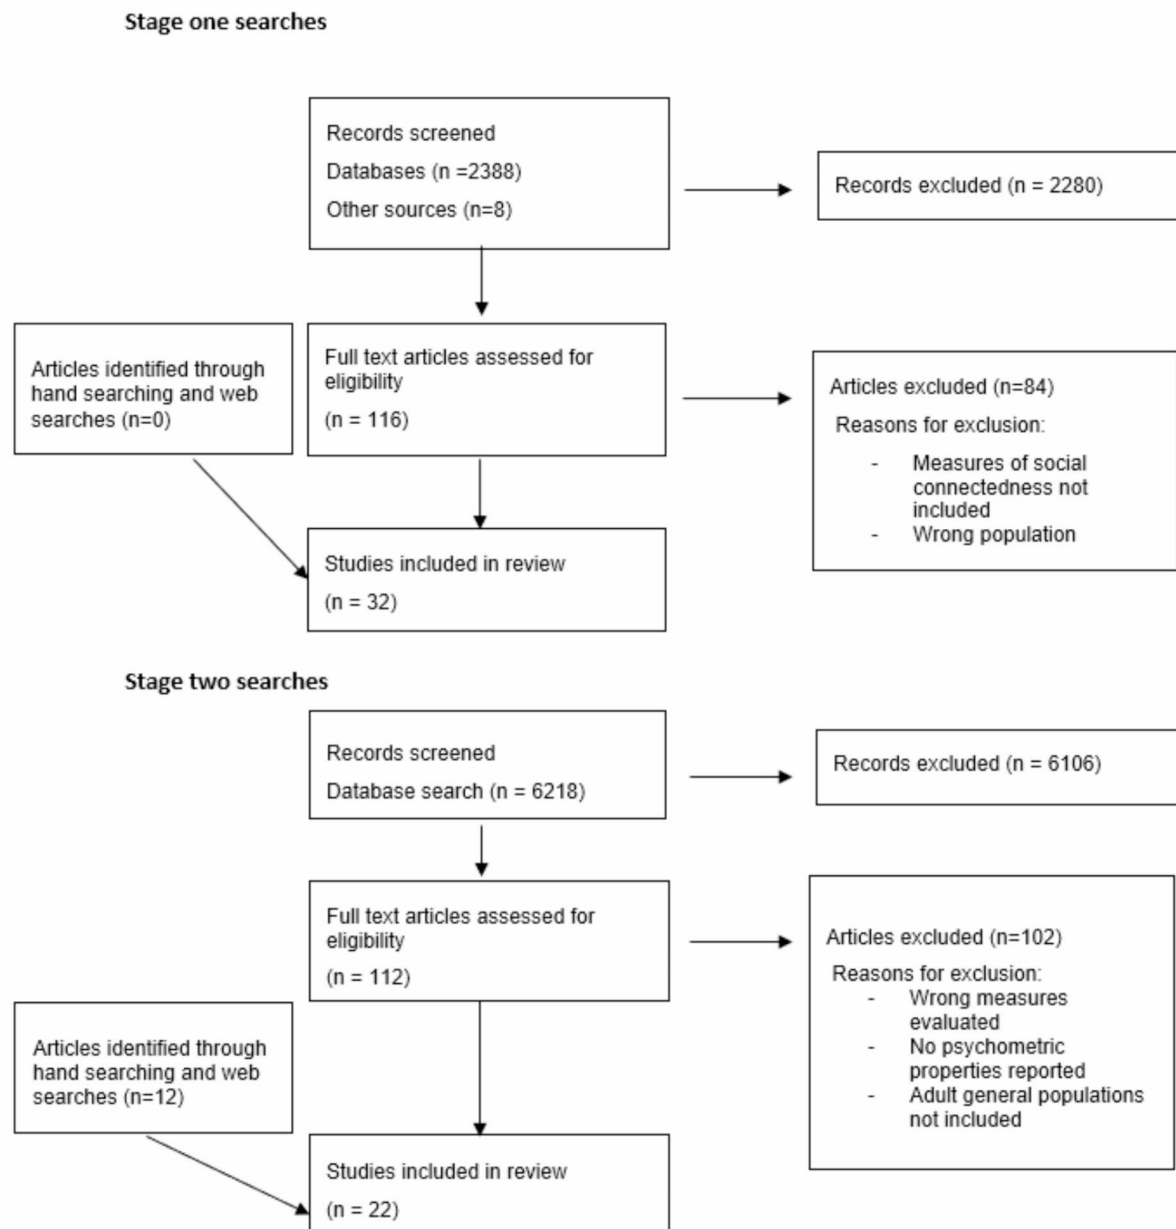 Stage one searches
Records screened
Databases (n =2388)
Other sources (n=8)
Records excluded (n = 2280)
Articles identified through
hand searching and web
searches (n=0)
Full text articles assessed for
eligibility
(n = 116)
Articles excluded (n=84)
Reasons for exclusion:
- Measures of social
connectedness not
included
- Wrong population
Studies included in review
(n = 32)
Stage two searches
Records screened
Database search (n = 6218)
Records excluded (n = 6106)
Full text articles assessed for
eligibility
(n = 112)
Articles excluded (n=102)
Reasons for exclusion:
- Wrong measures
evaluated
- No psychometric
properties reported
- Adult general populations
not included
Articles identified through
hand searching and web
searches (n=12)
Studies included in review
(n = 22)